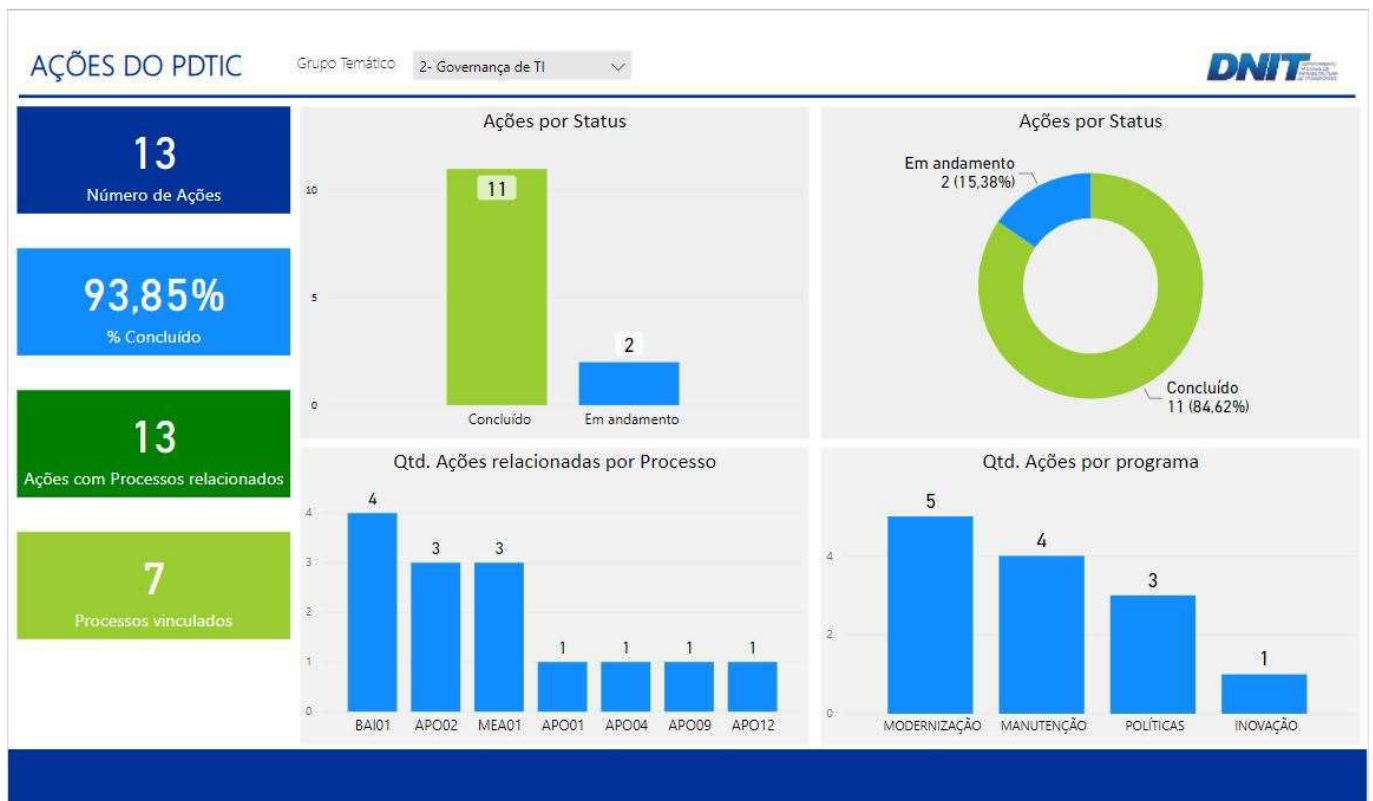 AÇÕES DO PDTIC
Grupo Temático
2- Governança de TI
DNIT
13
Número de Ações
93,85%
% Concluído
13
Ações com Processos relacionados
7
Processos vinculados
Ações por Status
10
5
0
11
2
Concluído
Em andamento
Ações por Status
Em andamento
2 (15,38%)
Concluído
11 (84,62%)
Qtd. Ações relacionadas por Processo
4
3
2
1
0
4
3
3
1
1
1
1
BAI01
APO02
MEA01
APO01
APO04
APO09
APO12
Qtd. Ações por programa
4
2
0
5
4
3
1
MODERNIZAÇÃO
MANUTENÇÃO
POLÍTICAS
INOVAÇÃO